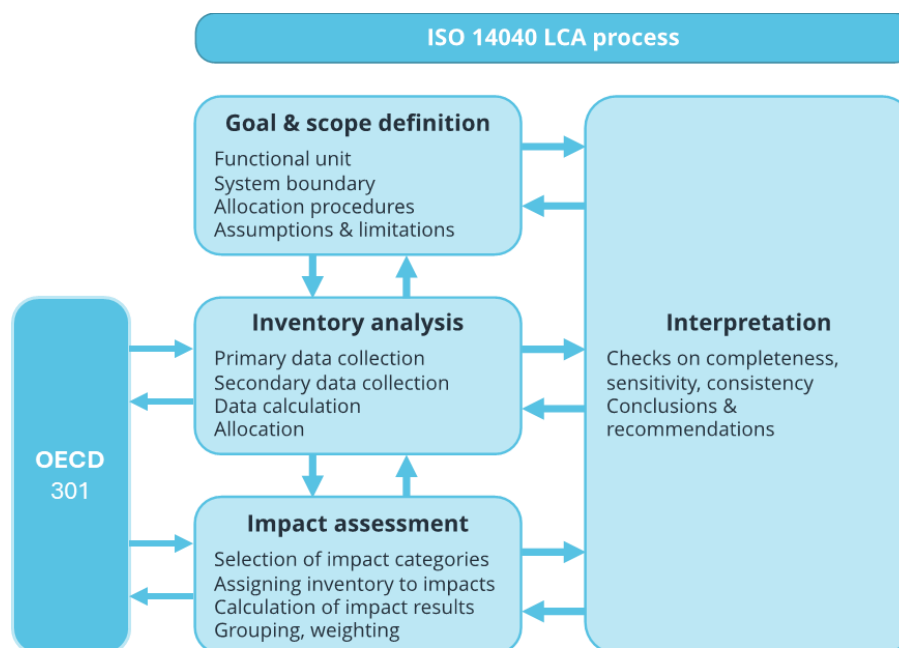 ISO 14040 LCA process
Goal & scope definition
Functional unit
System boundary
Allocation procedures
Assumptions & limitations
Inventory analysis
Primary data collection
Secondary data collection
Data calculation
Allocation
Interpretation
Checks on completeness,
sensitivity, consistency
Conclusions &
recommendations
OECD
301
Impact assessment
Selection of impact categories
Assigning inventory to impacts
Calculation of impact results
Grouping, weighting